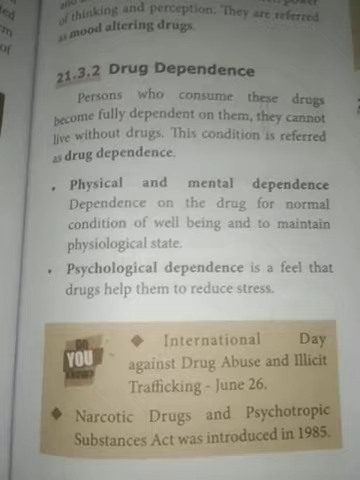 of thinking and perception. They are referred
as mood altering drugs.
21.3.2 Drug Dependence
Persons who consume these drugs
become fully dependent on them, they cannot
live without drugs. This condition is referred
as drug dependence.
• Physical and mental dependence
Dependence on the drug for normal
condition of well being and to maintain
physiological state.
• Psychological dependence is a feel that
drugs help them to reduce stress.
DO
YOU
KNOW?
◆ International Day
against Drug Abuse and Illicit
Trafficking - June 26.
◆ Narcotic Drugs and Psychotropic
Substances Act was introduced in 1985.